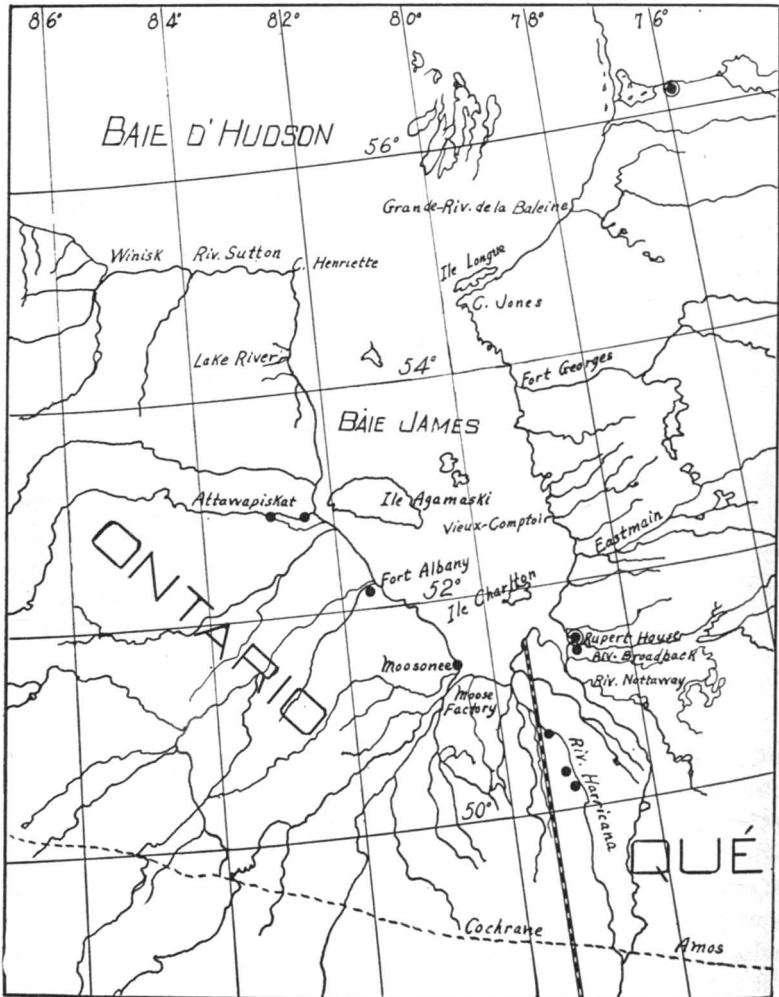 86° 84° 82° 80° 78° 76°
BAIE D'HUDSON
56°
Grande-Riv. de la Baleine
Winisk
Riv. Sutton
C. Henriette
Ile Longue
C. Jones
Lake River
54°
Fort Georges
BAIE JAMES
Attawapiskat
Ile Agamaski
Vieux-Comptoir
Eastmain
ONTARIO
Fort Albany
52°
Ile Charlton
Rupert House
Riv. Broadback
Moosonee
Riv. Nottaway
Moose
Factory
Riv. Harricana
50°
QUÉ
Cochrane
Amos